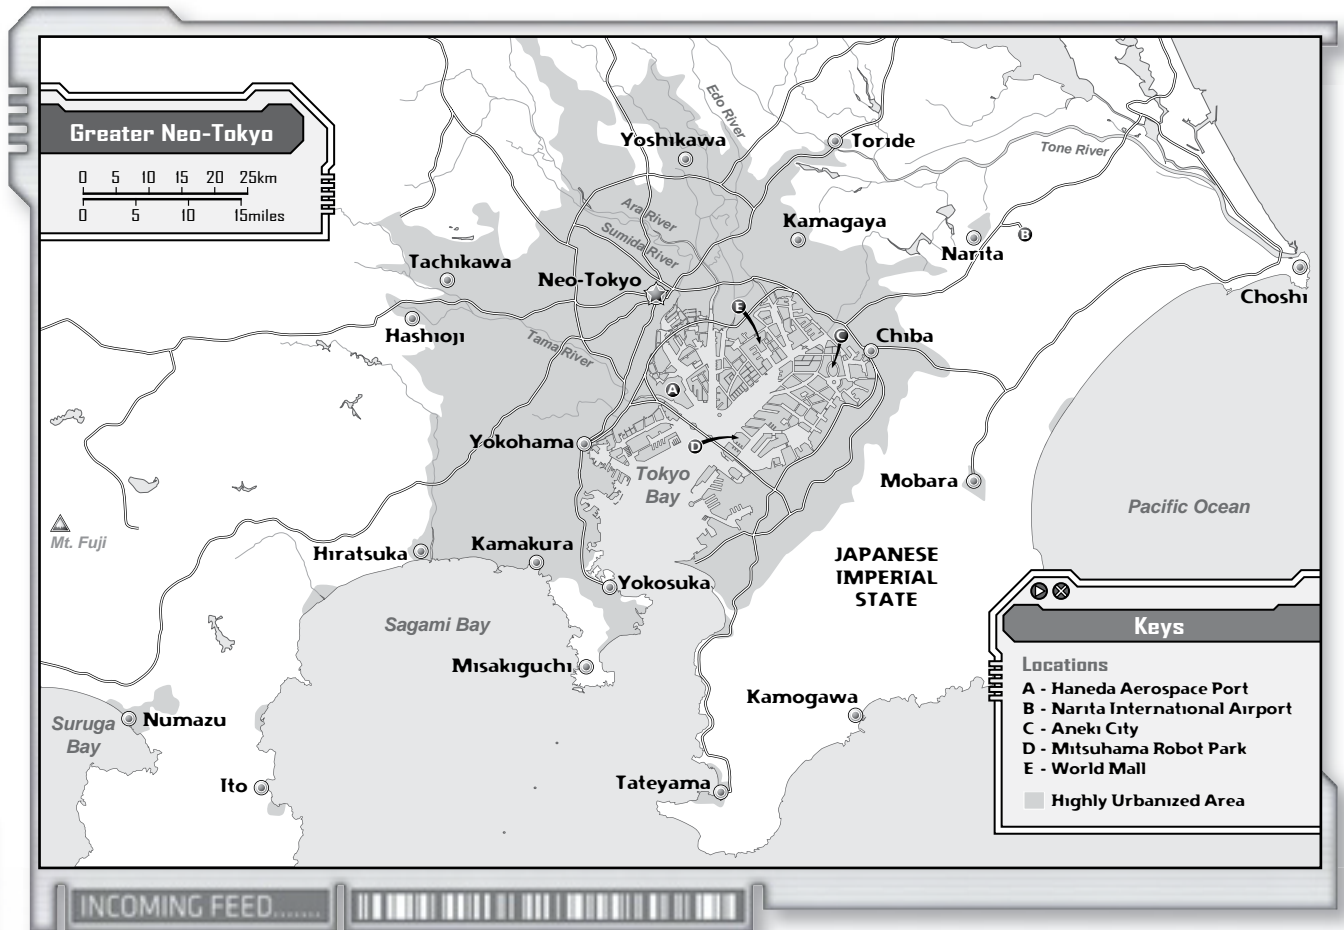 Greater Neo-Tokyo
0 5 10 15 20 25km
0 5 10 15miles
Edo River
Yoshikawa
Toride
Tone River
Ara River
Sumida River
Kamagaya
Narita
B
Tachikawa
Neo-Tokyo
Choshi
Hashioji
Tama River
E
C
Chiba
A
Yokohama
D
Tokyo
Bay
Mobara
Pacific Ocean
Mt. Fuji
Hiratsuka
Kamakura
JAPANESE
IMPERIAL
STATE
Yokosuka
Sagami Bay
Misakiguchi
Kamogawa
Suruga
Bay
Numazu
Ito
Tateyama
Keys
Locations
A - Haneda Aerospace Port
B - Narita International Airport
C - Aneki City
D - Mitsuhama Robot Park
E - World Mall
Highly Urbanized Area
INCOMING FEED.......